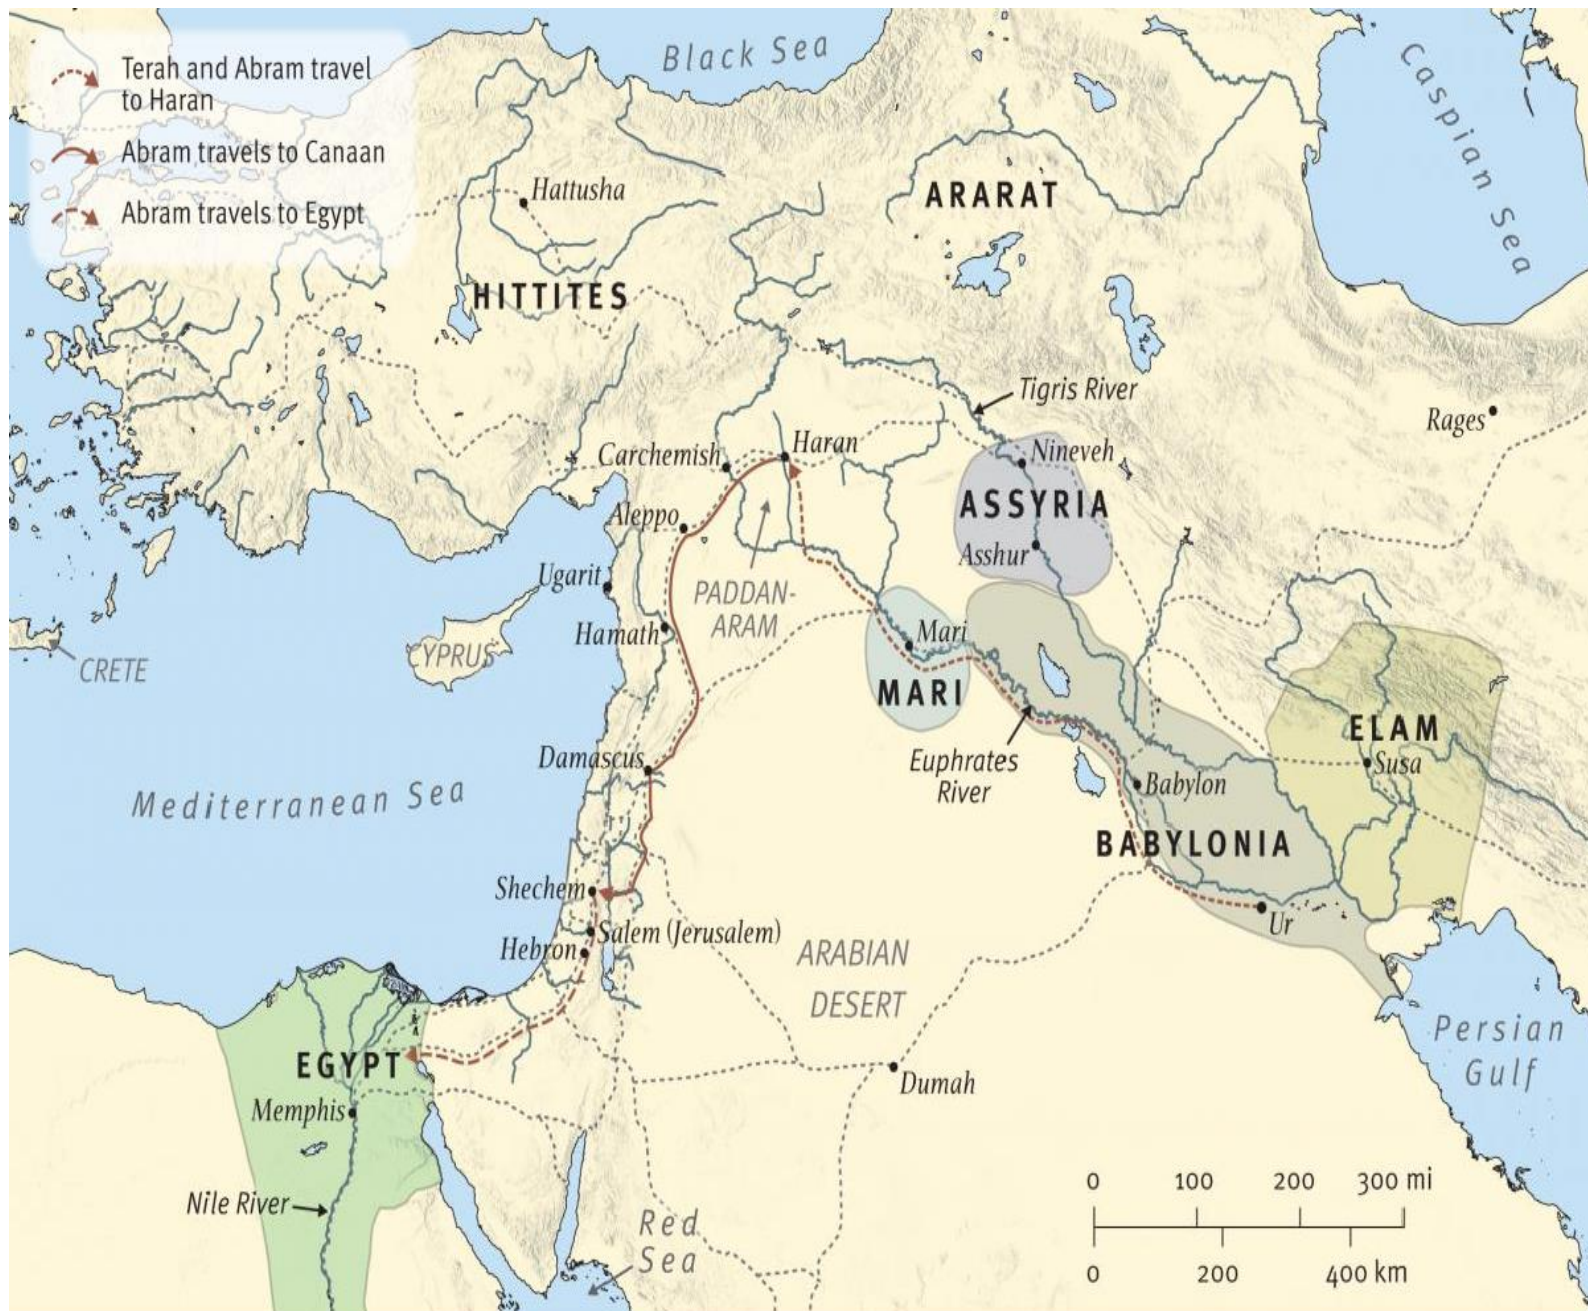 Terah and Abram travel
to Haran
Abram travels to Canaan
Abram travels to Egypt
Black Sea
Caspian Sea
Hattusha
ARARAT
HITTITES
Tigris River
Rages
Carchemish
Haran
Nineveh
ASSYRIA
Aleppo
Asshur
Ugarit
PADDAN-
ARAM
Hamath
Mari
CYPRUS
CRETE
MARI
ELAM
Damascus
Euphrates
River
Susa
Babylon
Mediterranean Sea
BABYLONIA
Shechem
Ur
Salem (Jerusalem)
Hebron
ARABIAN
DESERT
Persian
Gulf
EGYPT
Dumah
Memphis
Nile River
Red
Sea
0 100 200 300 mi
0 200 400 km